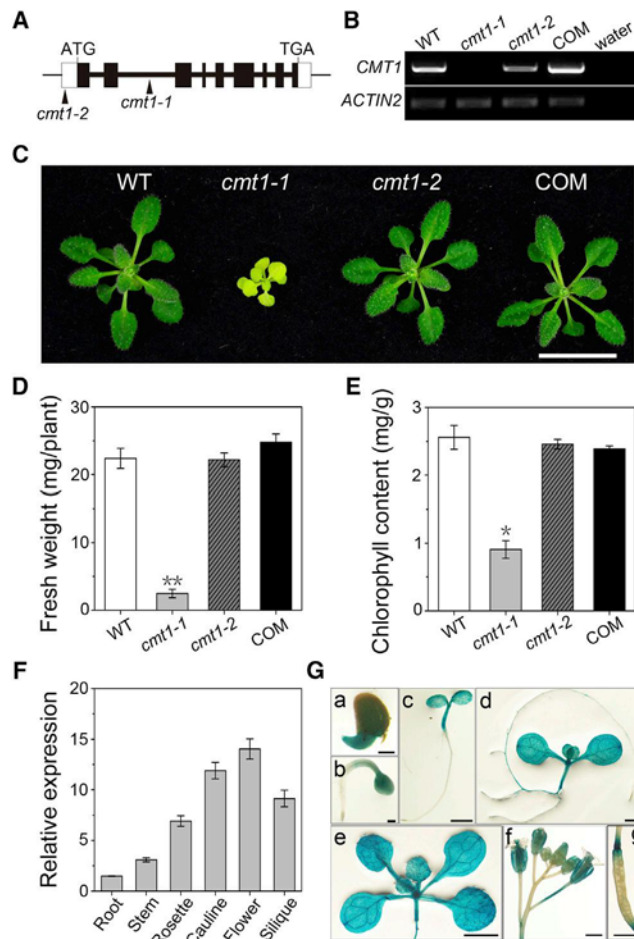 A
ATG
TGA
cmt1-2
cmt1-1
B
WT
cmt1-1
cmt1-2
COM
water
CMT1
ACTIN2
C
WT
cmt1-1
cmt1-2
COM
D
Fresh weight (mg/plant)
30
20
10
0
**
WT
cmt1-1
cmt1-2
COM
E
Chlorophyll content (mg/g)
3
2
1
0
*
WT
cmt1-1
cmt1-2
COM
F
Relative expression
20
15
10
5
0
Root
Stem
Rosette
Cauline
Flower
Silique
G
a
b
c
d
e
f
g